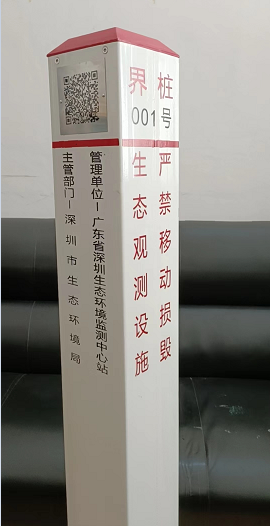 界桩
001号
生态观测设施
严禁移动损毁
管理单位－广东省深圳生态环境监测中心站
主管部门－深圳市生态环境局